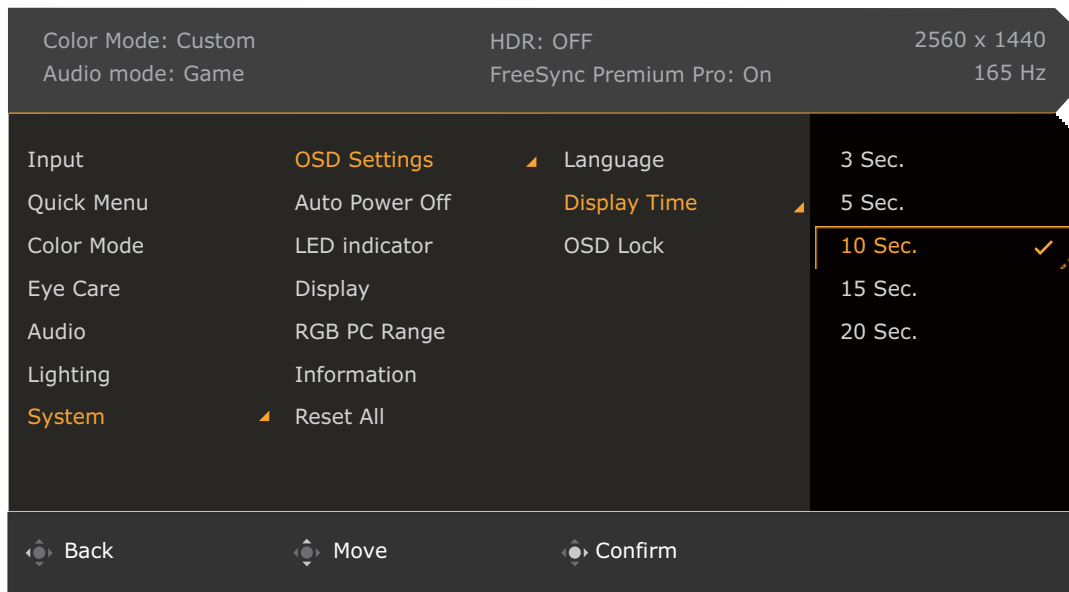 Color Mode: Custom HDR: OFF 2560 x 1440
Audio mode: Game FreeSync Premium Pro: On 165 Hz
Input OSD Settings Language 3 Sec.
Quick Menu Auto Power Off Display Time 5 Sec.
Color Mode LED indicator OSD Lock 10 Sec.
Eye Care Display 15 Sec.
Audio RGB PC Range 20 Sec.
Lighting Information
System Reset All
Back Move Confirm